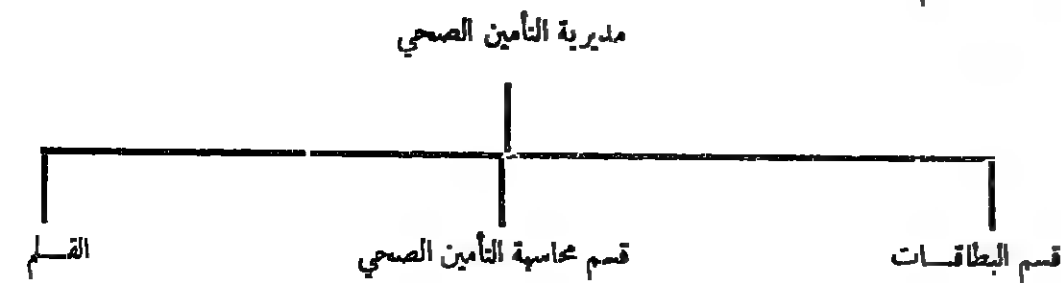 مديرية التأمين الصحي
قسم البطاقـــات
قسم محاسبة التأمين الصحي
القـــلم